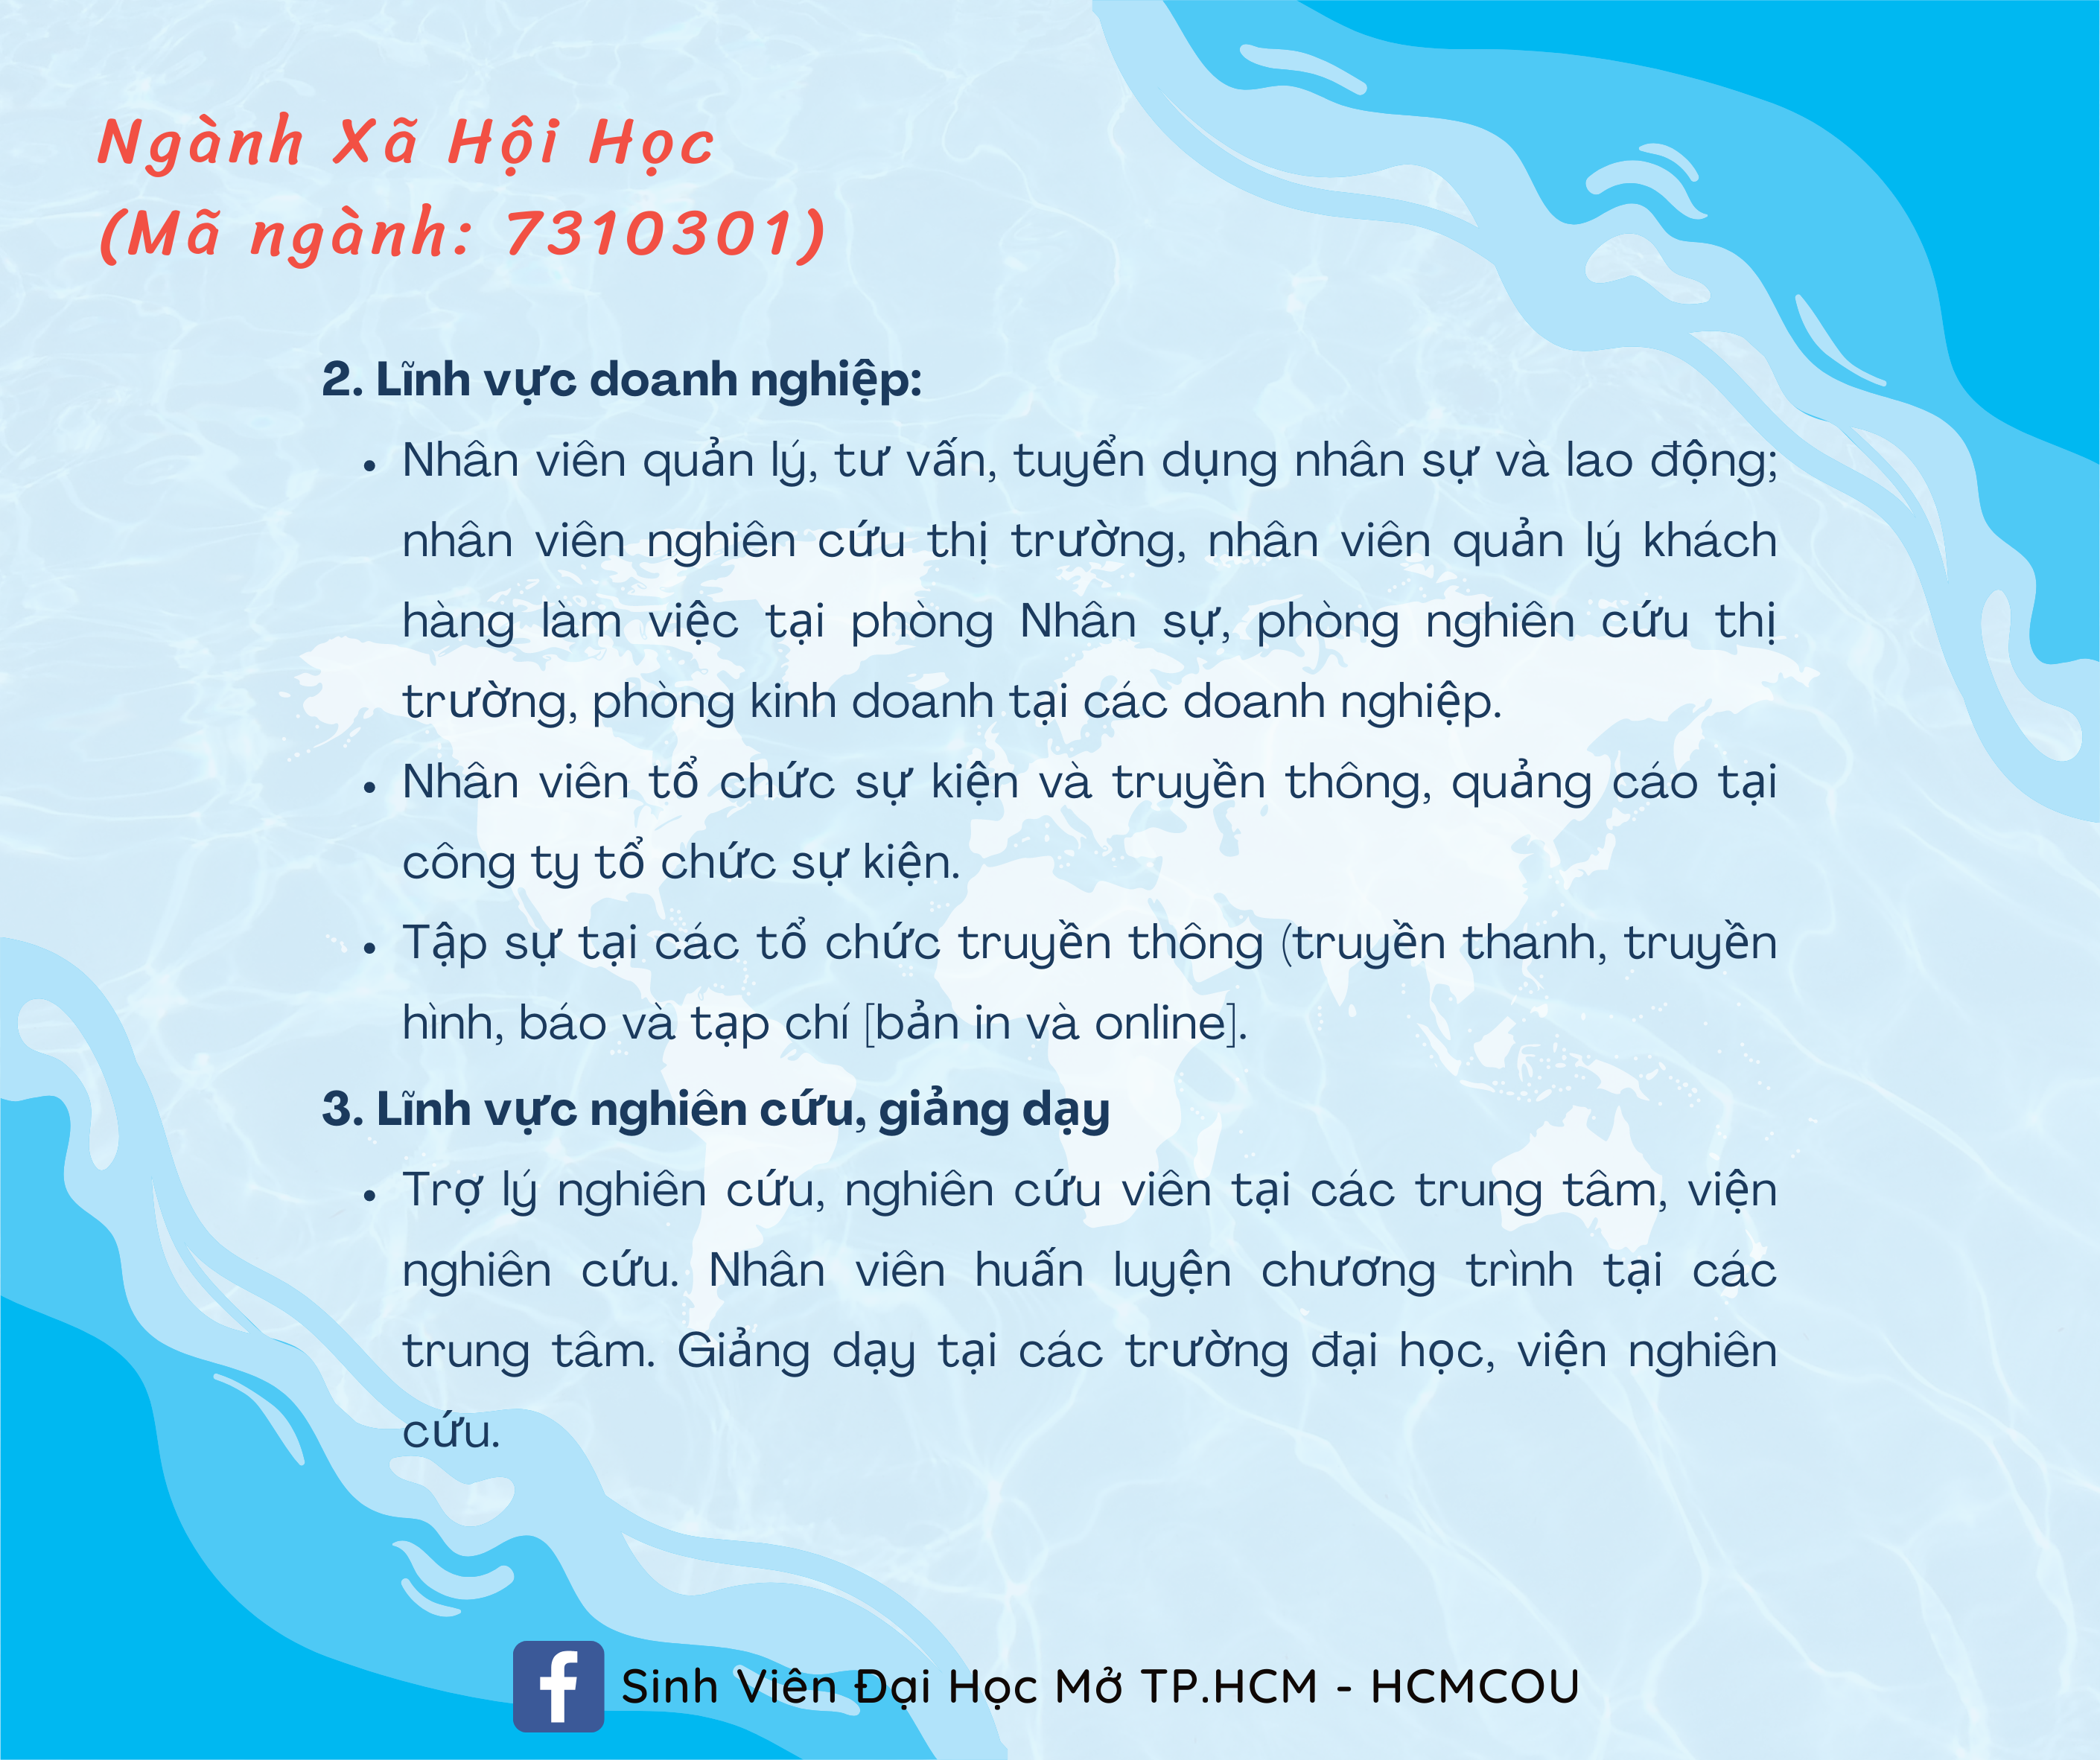 Ngành Xã Hội Học
(Mã ngành: 7310301)
2. Lĩnh vực doanh nghiệp:
• Nhân viên quản lý, tư vấn, tuyển dụng nhân sự và lao động;
nhân viên nghiên cứu thị trường, nhân viên quản lý khách
hàng làm việc tại phòng Nhân sự, phòng nghiên cứu thị
trường, phòng kinh doanh tại các doanh nghiệp.
• Nhân viên tổ chức sự kiện và truyền thông, quảng cáo tại
công ty tổ chức sự kiện.
• Tập sự tại các tổ chức truyền thông (truyền thanh, truyền
hình, báo và tạp chí [bản in và online].
3. Lĩnh vực nghiên cứu, giảng dạy
• Trợ lý nghiên cứu, nghiên cứu viên tại các trung tâm, viện
nghiên cứu. Nhân viên huấn luyện chương trình tại các
trung tâm. Giảng dạy tại các trường đại học, viện nghiên
cứu.
f Sinh Viên Đại Học Mở TP.HCM - HCMCOU